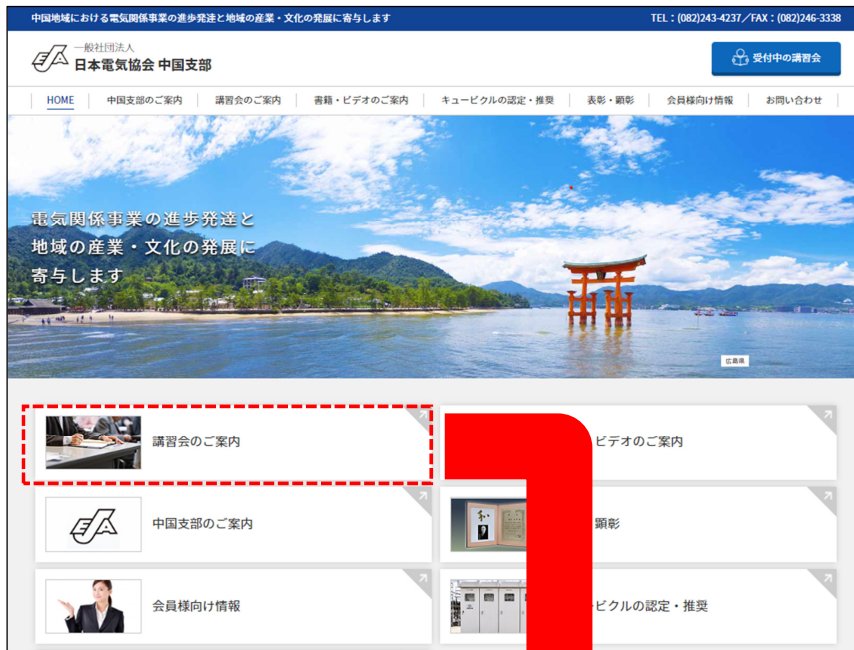 中国地域における電気関係事業の進歩発達と地域の産業・文化の発展に寄与します
TEL：(082)243-4237／FAX：(082)246-3338
一般社団法人
日本電気協会 中国支部
受付中の講習会
HOME
中国支部のご案内
講習会のご案内
書籍・ビデオのご案内
キュービクルの認定・推奨
表彰・顕彰
会員様向け情報
お問い合わせ
電気関係事業の進歩発達と
地域の産業・文化の発展に
寄与します
広島県
講習会のご案内
ビデオのご案内
中国支部のご案内
顕彰
会員様向け情報
ビクルの認定・推奨